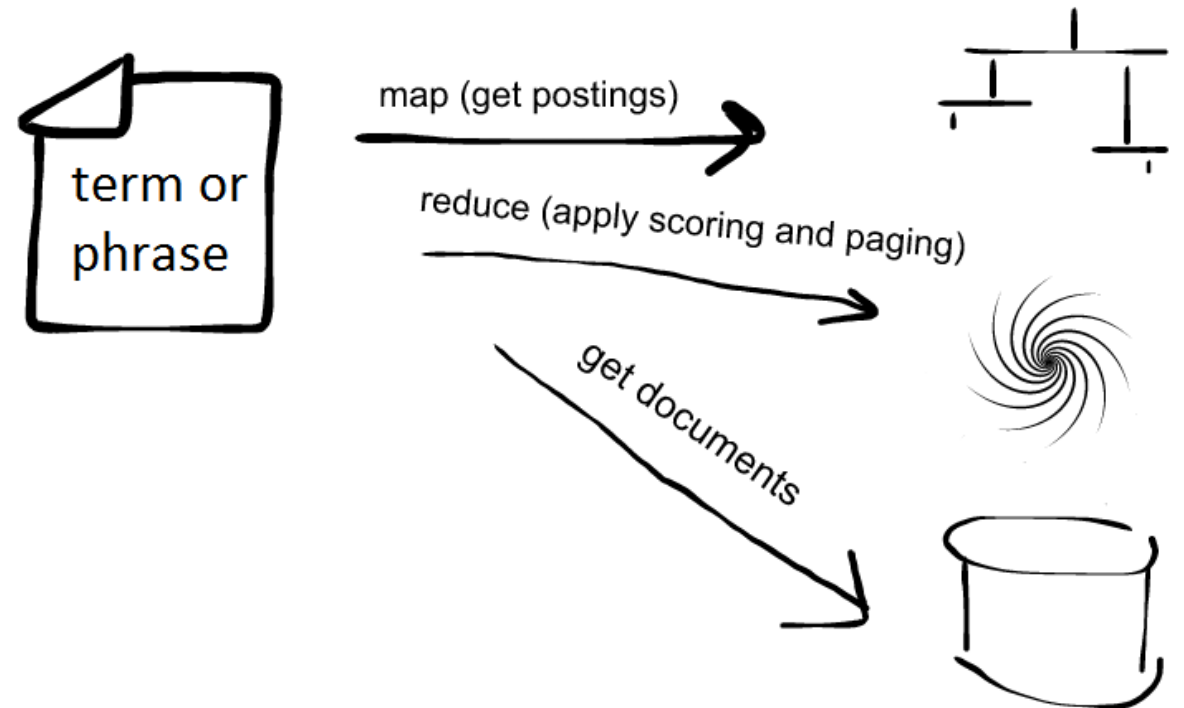 term or
phrase
map (get postings)
reduce (apply scoring and paging)
get documents